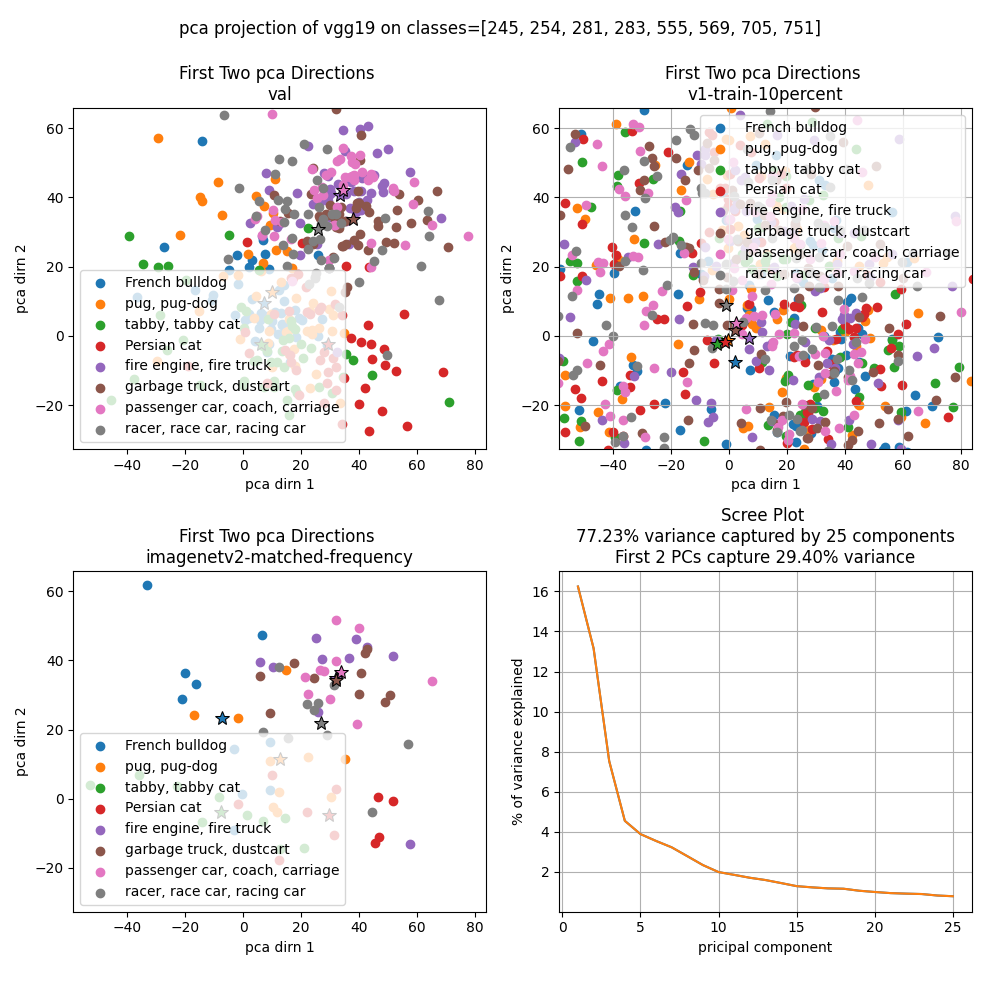 pca projection of vgg19 on classes=[245, 254, 281, 283, 555, 569, 705, 751]
First Two pca Directions
val
60
40
20
0
−20
pca dirn 2
French bulldog
pug, pug-dog
tabby, tabby cat
Persian cat
fire engine, fire truck
garbage truck, dustcart
passenger car, coach, carriage
racer, race car, racing car
−40
−20
0
20
40
60
80
pca dirn 1
First Two pca Directions
v1-train-10percent
60
40
20
0
−20
pca dirn 2
French bulldog
pug, pug-dog
tabby, tabby cat
Persian cat
fire engine, fire truck
garbage truck, dustcart
passenger car, coach, carriage
racer, race car, racing car
−40
−20
0
20
40
60
80
pca dirn 1
First Two pca Directions
imagenetv2-matched-frequency
60
40
20
0
−20
pca dirn 2
French bulldog
pug, pug-dog
tabby, tabby cat
Persian cat
fire engine, fire truck
garbage truck, dustcart
passenger car, coach, carriage
racer, race car, racing car
−40
−20
0
20
40
60
80
pca dirn 1
Scree Plot
77.23% variance captured by 25 components
First 2 PCs capture 29.40% variance
16
14
12
10
8
6
4
2
% of variance explained
0
5
10
15
20
25
pricipal component